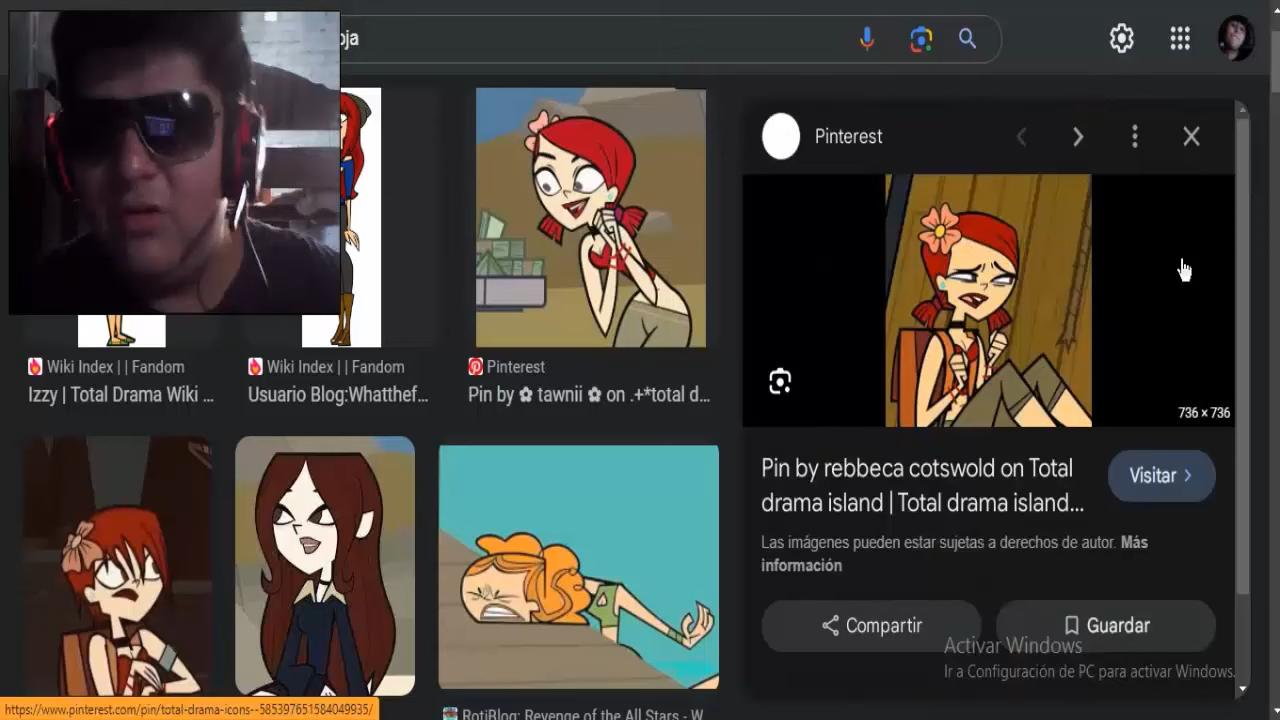 oja
Pinterest
736 × 736
Wiki Index | | Fandom
Izzy | Total Drama Wiki ...
Wiki Index | | Fandom
Usuario Blog:Whatthef...
Pinterest
Pin by ✿ tawnii ✿ on .+*total d...
Pin by rebbeca cotswold on Total
drama island | Total drama island...
Visitar
Las imágenes pueden estar sujetas a derechos de autor. Más
información
Compartir
Guardar
Activar Windows
Ir a Configuración de PC para activar Windows.
https://www.pinterest.com/pin/total-drama-icons--585397651584049935/
RotiBlog: Revenge of the All Stars - W